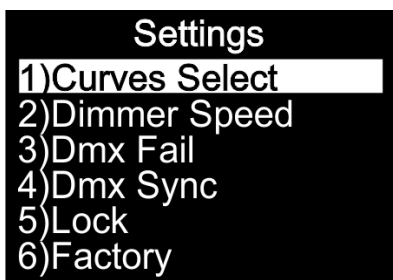 Settings
1)Curves Select
2)Dimmer Speed
3)Dmx Fail
4)Dmx Sync
5)Lock
6)Factory